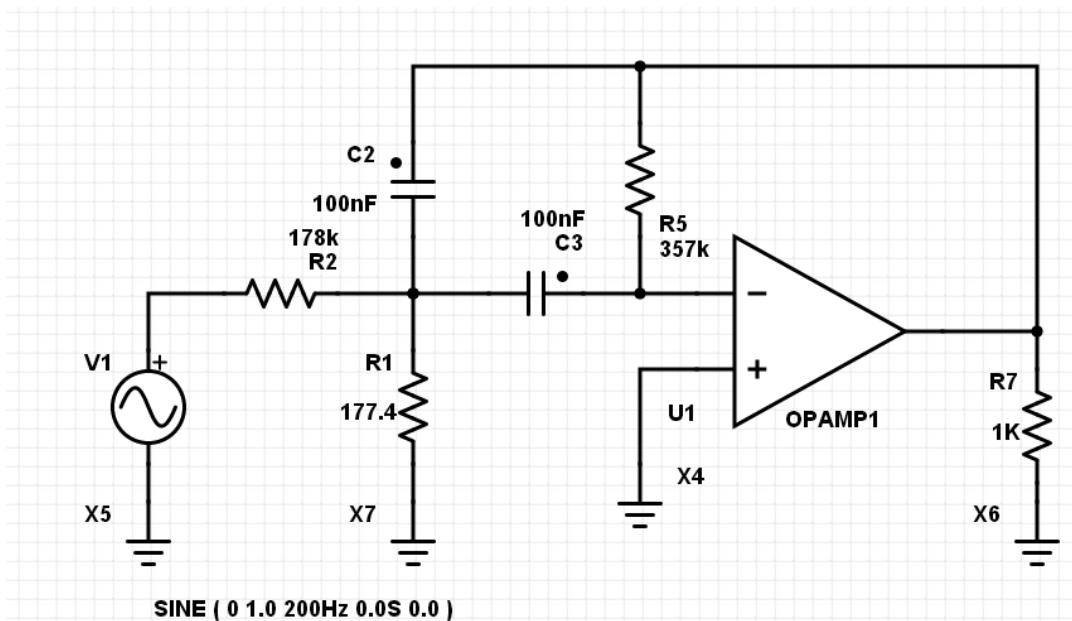 C2
100nF
178k
R2
100nF
C3
R5
357k
V1
+
R1
177.4
−
+
U1
OPAMP1
R7
1K
X4
X5
X7
X6
SINE ( 0 1.0 200Hz 0.0S 0.0 )